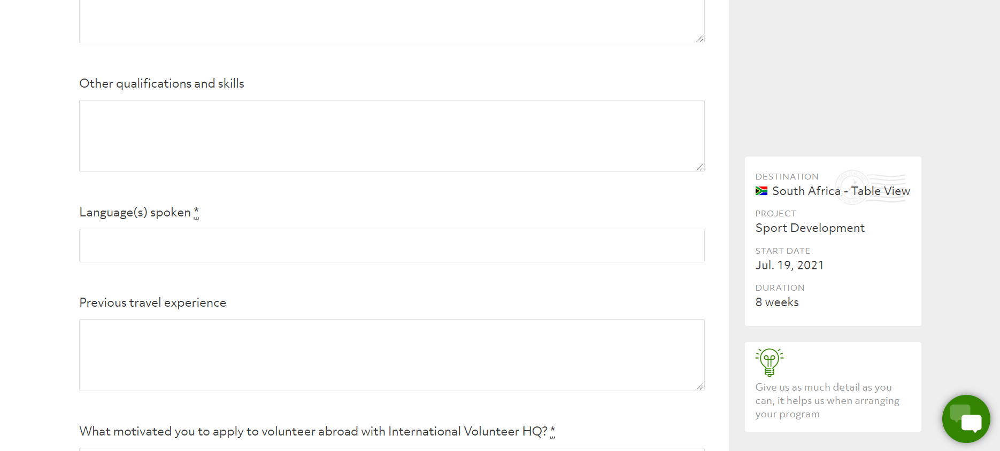 Other qualifications and skills
Language(s) spoken *
Previous travel experience
What motivated you to apply to volunteer abroad with International Volunteer HQ? *
DESTINATION
South Africa - Table View
PROJECT
Sport Development
START DATE
Jul. 19, 2021
DURATION
8 weeks
Give us as much detail as you
can, it helps us when arranging
your program